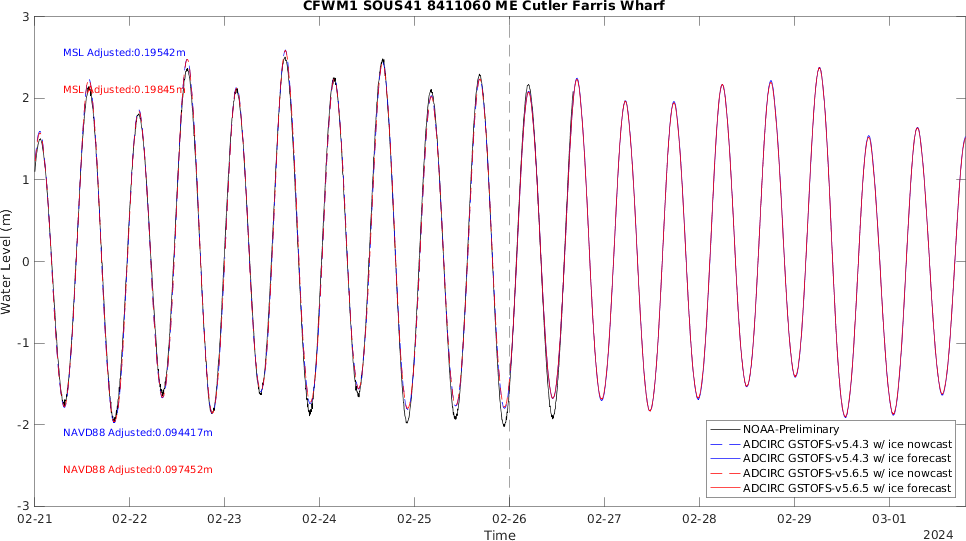 CFWM1 SOUS41 8411060 ME Cutler Farris Wharf
3
2
1
0
-1
-2
-3
Water Level (m)
MSL Adjusted:0.19542m
MSL Adjusted:0.19845m
NAVD88 Adjusted:0.094417m
NAVD88 Adjusted:0.097452m
NOAA-Preliminary
ADCIRC GSTOFS-v5.4.3 w/ ice nowcast
ADCIRC GSTOFS-v5.4.3 w/ ice forecast
ADCIRC GSTOFS-v5.6.5 w/ ice nowcast
ADCIRC GSTOFS-v5.6.5 w/ ice forecast
02-21 02-22 02-23 02-24 02-25 02-26 02-27 02-28 02-29 03-01
Time
2024